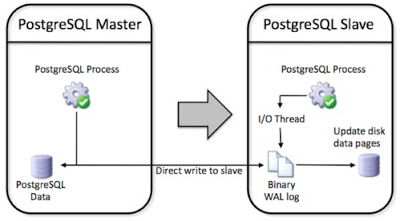 PostgreSQL Master
PostgreSQL Process
PostgreSQL
Data
Direct write to slave
PostgreSQL Slave
PostgreSQL Process
I/O Thread
Update disk
data pages
Binary
WAL log